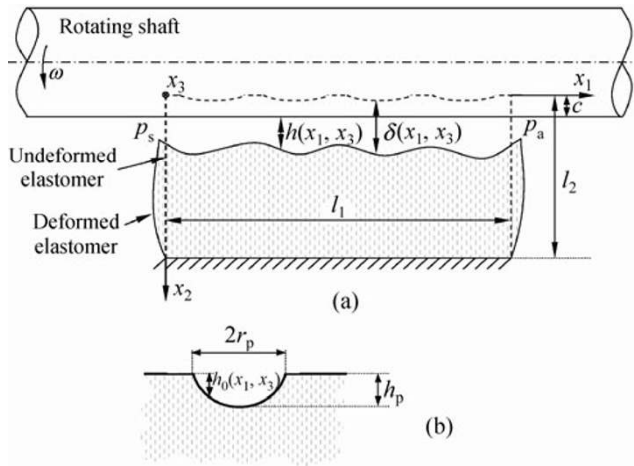 Rotating shaft
ω
x₃
x₁
c
pₛ
h(x₁, x₃)
δ(x₁, x₃)
pₐ
Undeformed
elastomer
l₂
l₁
Deformed
elastomer
x₂
(a)
2rₚ
h₀(x₁, x₃)
hₚ
(b)